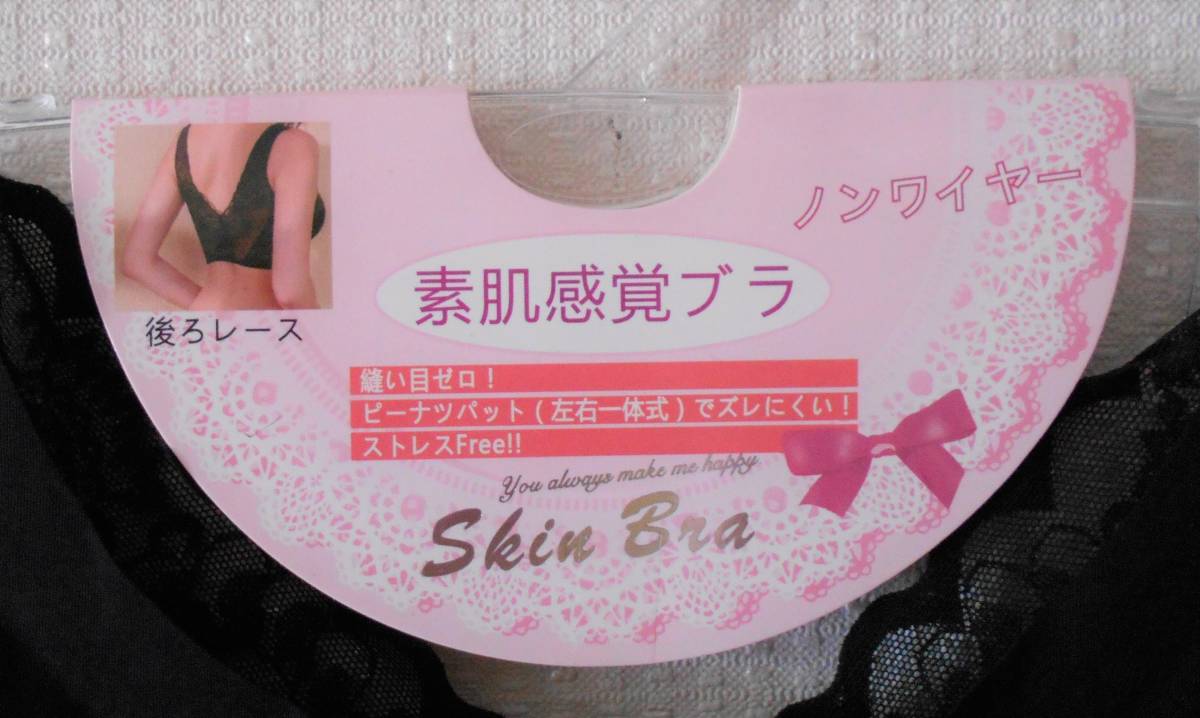 ノンワイヤー
素肌感覚ブラ
後ろレース
縫い目ゼロ！
ピーナツパット(左右一体式)でズレにくい！
ストレスFree!!
You always make me happy
Skin Bra